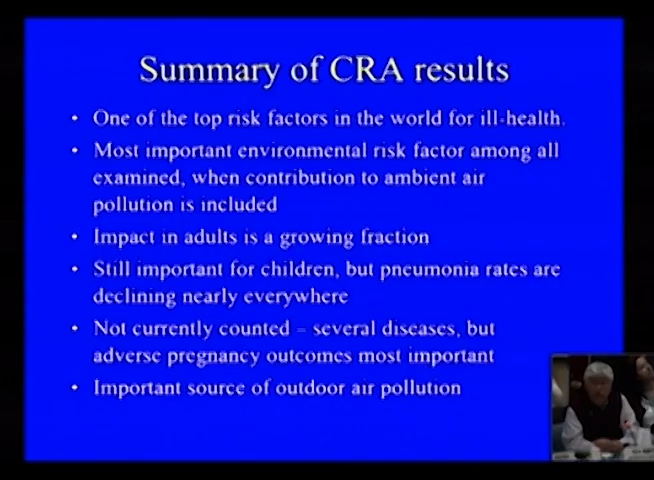 Summary of CRA results
• One of the top risk factors in the world for ill-health.
• Most important environmental risk factor among all
examined, when contribution to ambient air
pollution is included
• Impact in adults is a growing fraction
• Still important for children, but pneumonia rates are
declining nearly everywhere
• Not currently counted – several diseases, but
adverse pregnancy outcomes most important
• Important source of outdoor air pollution